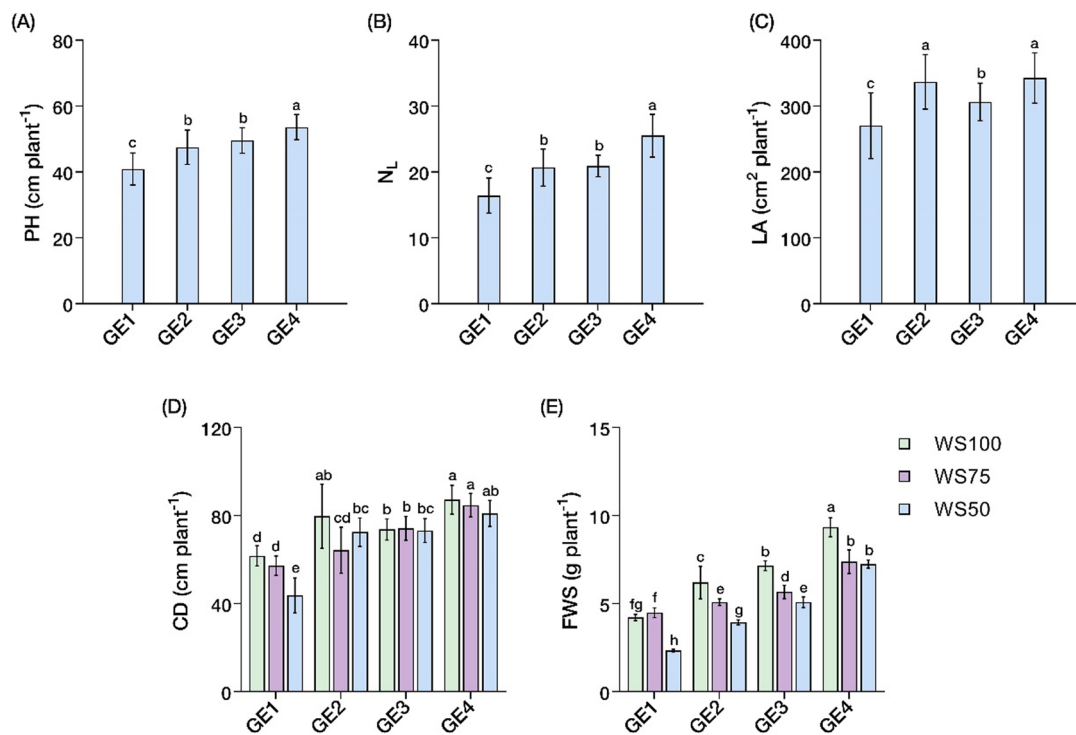 (A)
PH (cm plant⁻¹)
80
60
40
20
0
c
b
b
a
GE1
GE2
GE3
GE4
(B)
N_L
40
30
20
10
0
c
b
b
a
GE1
GE2
GE3
GE4
(C)
LA (cm² plant⁻¹)
400
300
200
100
0
c
a
b
a
GE1
GE2
GE3
GE4
(D)
CD (cm plant⁻¹)
120
80
40
0
d
d
e
ab
cd
bc
b
b
bc
a
a
ab
GE1
GE2
GE3
GE4
(E)
FWS (g plant⁻¹)
15
10
5
0
fg
f
h
c
e
g
b
d
e
a
b
b
GE1
GE2
GE3
GE4
WS100
WS75
WS50